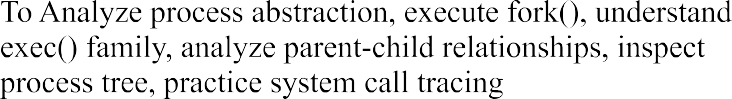 To Analyze process abstraction, execute fork(), understand
exec() family, analyze parent-child relationships, inspect
process tree, practice system call tracing